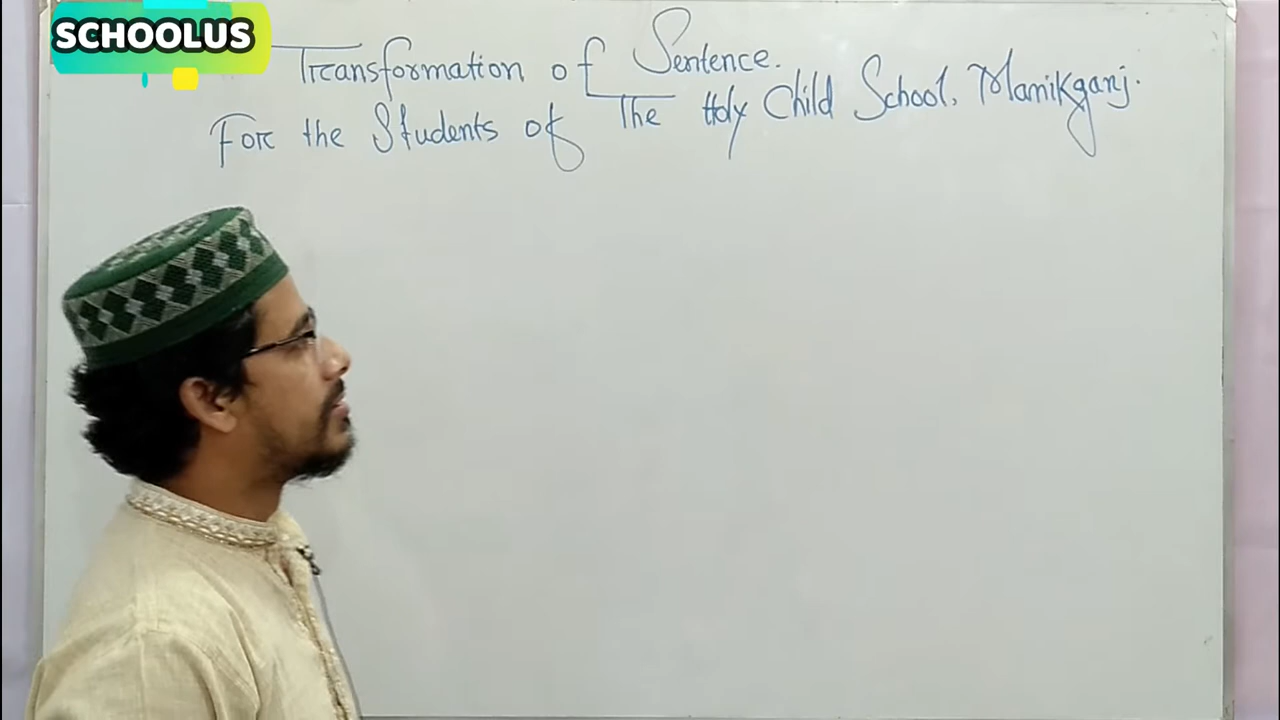 SCHOOLUS
Transformation of Sentence.
For the Students of The Holy Child School, Manikganj.